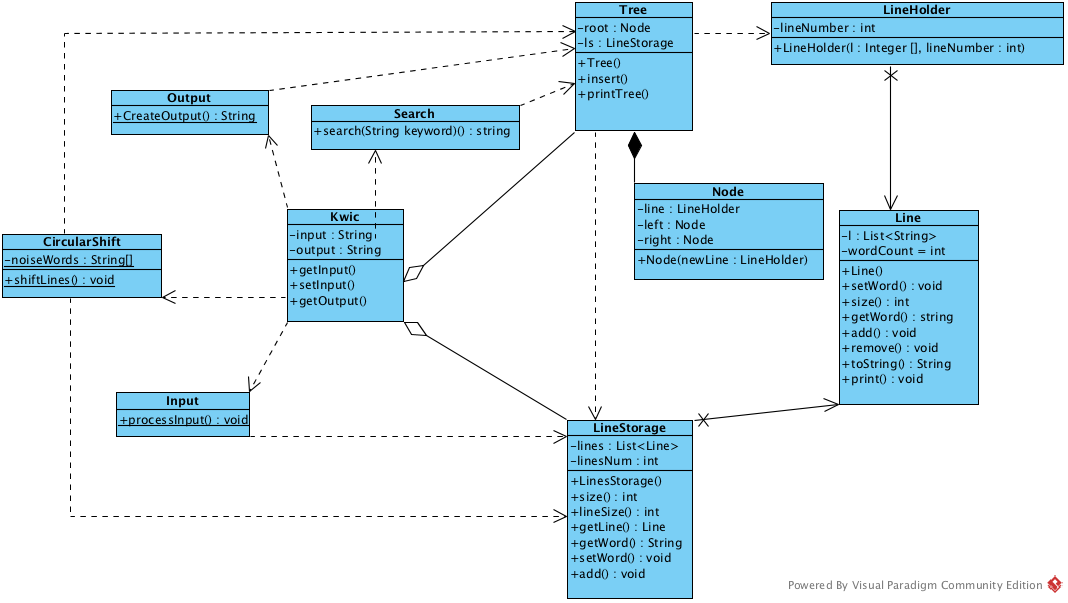 Tree
-root : Node
-ls : LineStorage
+Tree()
+insert()
+printTree()
LineHolder
-lineNumber : int
+LineHolder(l : Integer [], lineNumber : int)
Output
+CreateOutput() : String
Search
+search(String keyword)() : string
Node
-line : LineHolder
-left : Node
-right : Node
+Node(newLine : LineHolder)
Kwic
-input : String
-output : String
+getInput()
+setInput()
+getOutput()
Line
-l : List<String>
-wordCount = int
+Line()
+setWord() : void
+size() : int
+getWord() : string
+add() : void
+remove() : void
+toString() : String
+print() : void
CircularShift
-noiseWords : String[]
+shiftLines() : void
Input
+processInput() : void
LineStorage
-lines : List<Line>
-linesNum : int
+LinesStorage()
+size() : int
+lineSize() : int
+getLine() : Line
+getWord() : String
+setWord() : void
+add() : void
Powered By Visual Paradigm Community Edition